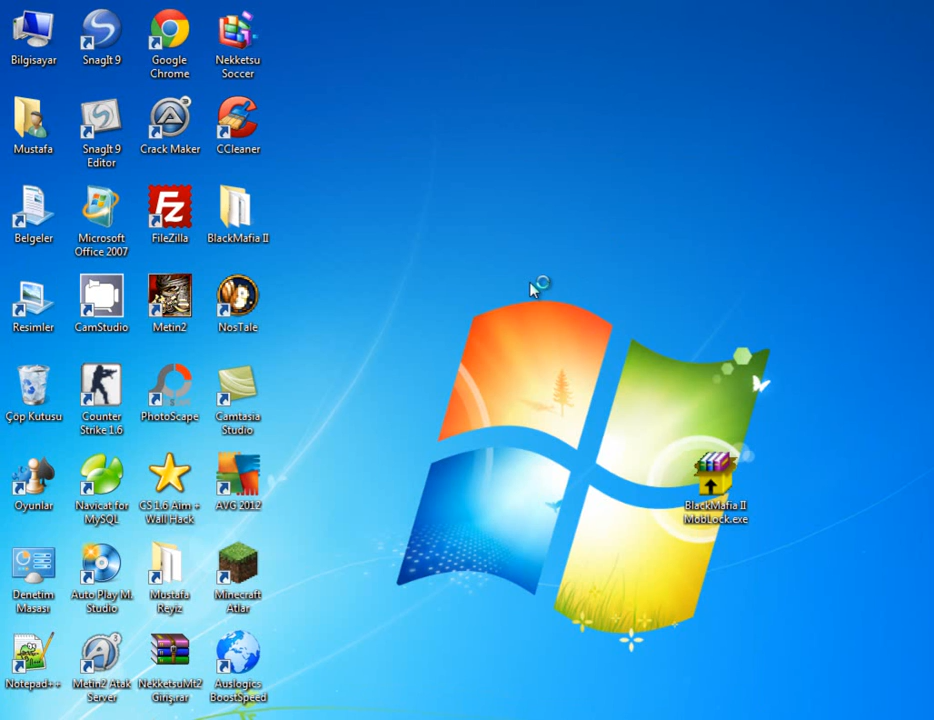 Bilgisayar
SnagIt 9
Google
Chrome
Nekketsu
Soccer
Mustafa
SnagIt 9
Editor
Crack Maker
CCleaner
Belgeler
Microsoft
Office 2007
FileZilla
BlackMafia II
Resimler
CamStudio
Metin2
NosTale
Çöp Kutusu
Counter
Strike 1.6
PhotoScape
Camtasia
Studio
Oyunlar
Navicat for
MySQL
CS 1.6 Aim +
Wall Hack
AVG 2012
BlackMafia II
MobLock.exe
Denetim
Masası
Auto Play M.
Studio
Mustafa
Reyiz
Minecraft
Atlar
Notepad++
Metin2 Atak
Server
NekketsuMt2
Giriş.rar
Auslogics
BoostSpeed